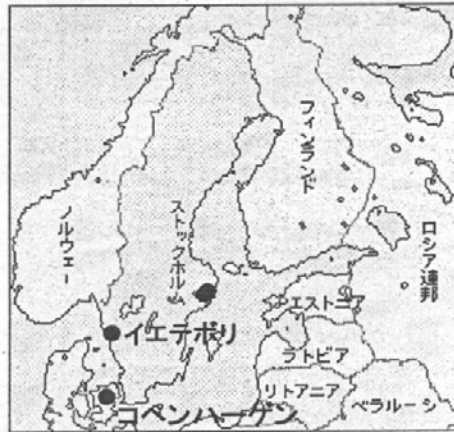 ノルウェー
ストックホルム
フィンランド
ロシア連邦
エストニア
イエテボリ
ラトビア
リトアニア
ベラルーシ
コペンハーゲン